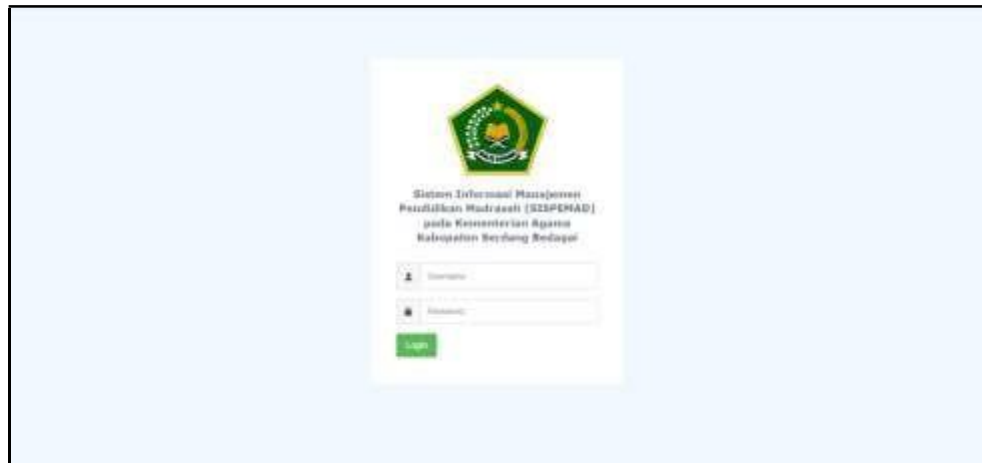 Sistem Informasi Manajemen
Pendidikan Madrasah (SISPEMAD)
pada Kementerian Agama
Kabupaten Serdang Bedagai
Username
Password
Login